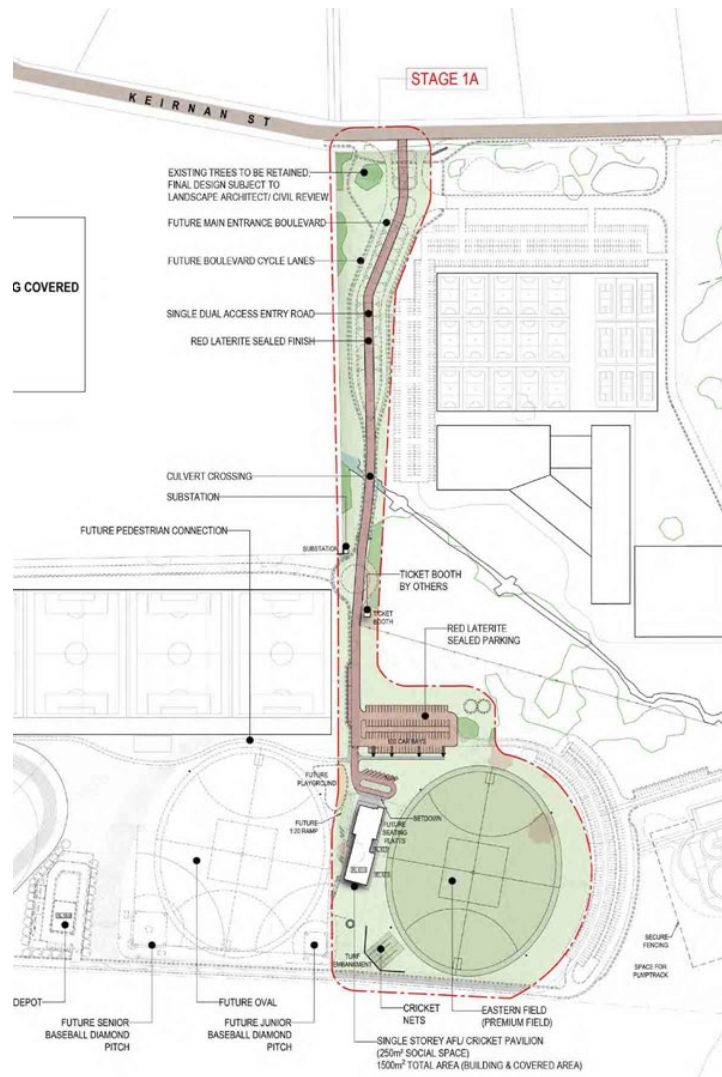 STAGE 1A
KEIRNAN ST
EXISTING TREES TO BE RETAINED,
FINAL DESIGN SUBJECT TO
LANDSCAPE ARCHITECT/ CIVIL REVIEW
FUTURE MAIN ENTRANCE BOULEVARD
FUTURE BOULEVARD CYCLE LANES
G COVERED
SINGLE DUAL ACCESS ENTRY ROAD
RED LATERITE SEALED FINISH
CULVERT CROSSING
SUBSTATION
FUTURE PEDESTRIAN CONNECTION
SUBSTATION
TICKET BOOTH
BY OTHERS
TICKET
BOOTH
RED LATERITE
SEALED PARKING
100 CAR BAYS
FUTURE
PLAYGROUND
FUTURE
1:20 RAMP
SETDOWN
FUTURE
SEATING
PLATTS
SECURE
FENCING
SPACE FOR
PUMPTRACK
TURF
EMBANKMENT
DEPOT
FUTURE SENIOR
BASEBALL DIAMOND
PITCH
FUTURE OVAL
FUTURE JUNIOR
BASEBALL DIAMOND
PITCH
CRICKET
NETS
EASTERN FIELD
(PREMIUM FIELD)
SINGLE STOREY AFL/ CRICKET PAVILION
(250m² SOCIAL SPACE)
1500m² TOTAL AREA (BUILDING & COVERED AREA)